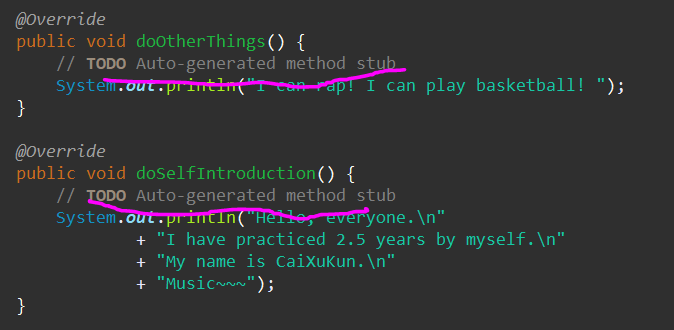 @Override
public void doOtherThings() {
// TODO Auto-generated method stub
System.out.println("I can rap! I can play basketball! ");
}
@Override
public void doSelfIntroduction() {
// TODO Auto-generated method stub
System.out.println("Hello, everyone.\n"
+ "I have practiced 2.5 years by myself.\n"
+ "My name is CaiXuKun.\n"
+ "Music~~~");
}